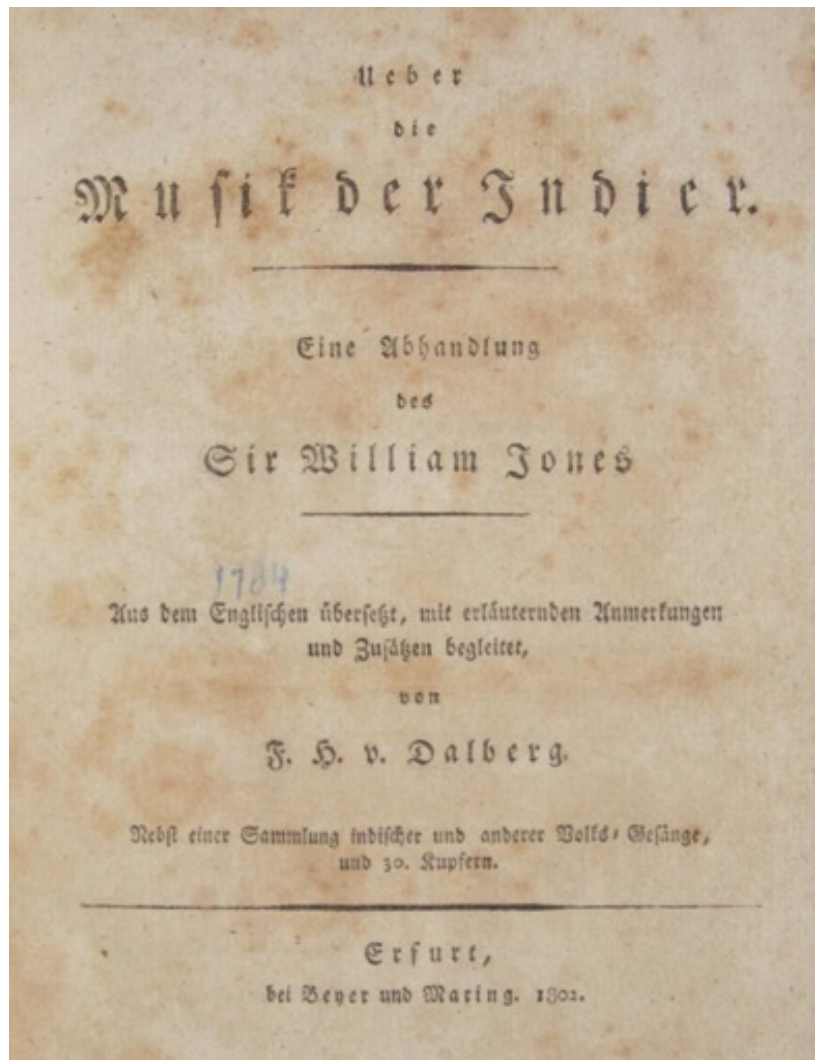 Ueber
die
Musik der Indier.
Eine Abhandlung
des
Sir William Jones
1784
Aus dem Englischen übersetzt, mit erläuternden Anmerkungen
und Zusätzen begleitet,
von
F. H. v. Dalberg.
Nebst einer Sammlung indischer und anderer Volks-Gesänge,
und 30. Kupfern.
Erfurt,
bei Beyer und Maring. 1802.